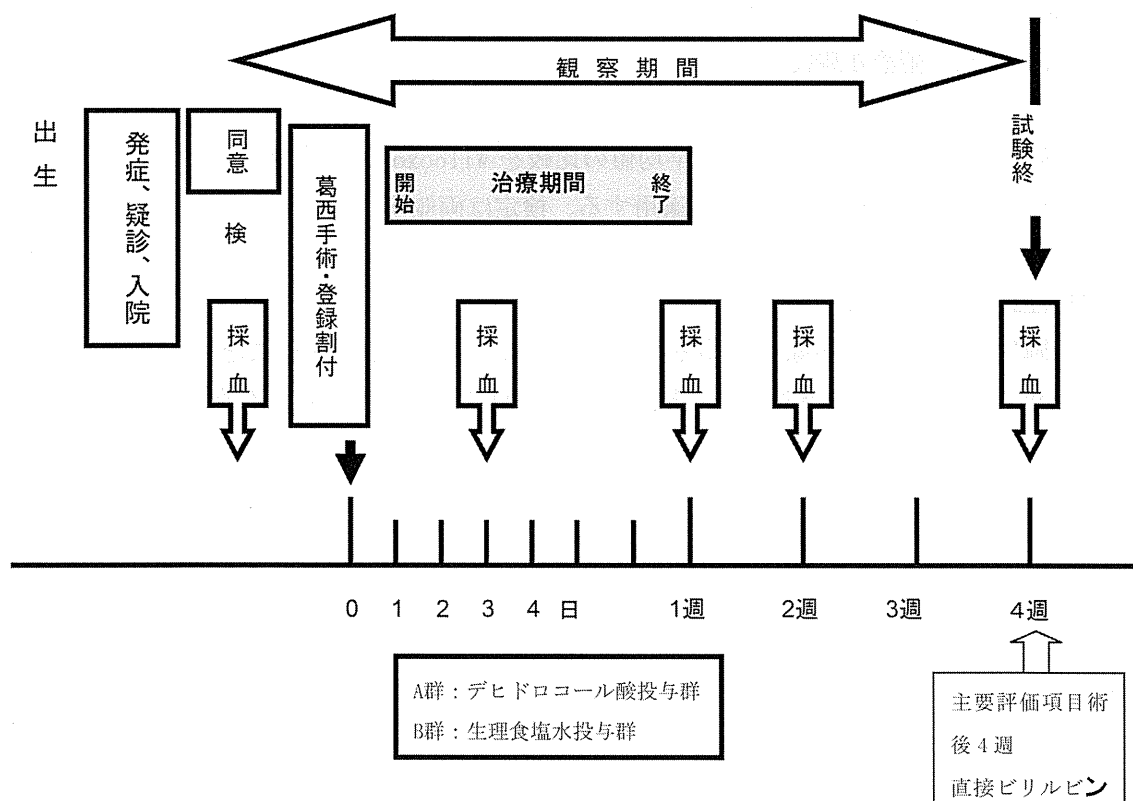 観察期間
出生
発症、疑診、入院
同意
検
葛西手術・登録割付
開始
治療期間
終了
試験終
採血
採血
採血
採血
採血
0 1 2 3 4 日 1週 2週 3週 4週
A群：デヒドロコール酸投与群
B群：生理食塩水投与群
主要評価項目術
後４週
直接ビリルビン